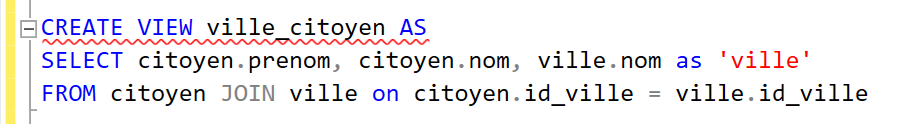 CREATE VIEW ville_citoyen AS
SELECT citoyen.prenom, citoyen.nom, ville.nom as 'ville'
FROM citoyen JOIN ville on citoyen.id_ville = ville.id_ville